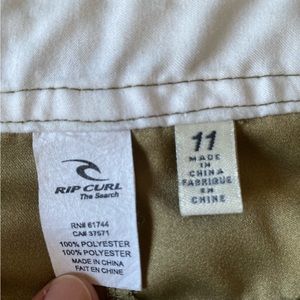 RIP CURL
The Search
RN# 61744
CA# 37571
100% POLYESTER
100% POLYESTER
MADE IN CHINA
FAIT EN CHINE
11
MADE
IN
CHINA
FABRIQUE
EN
CHINE